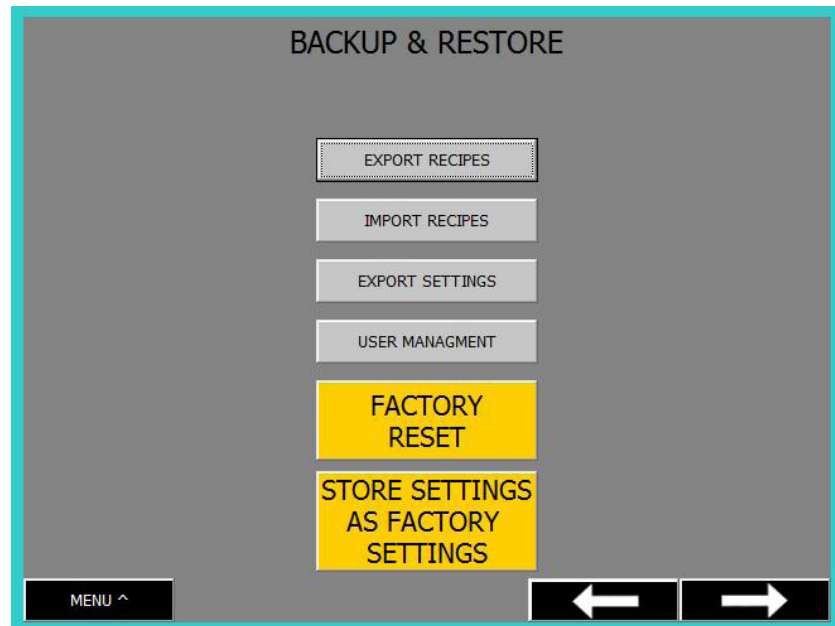 BACKUP & RESTORE
EXPORT RECIPES
IMPORT RECIPES
EXPORT SETTINGS
USER MANAGMENT
FACTORY
RESET
STORE SETTINGS
AS FACTORY
SETTINGS
MENU ^